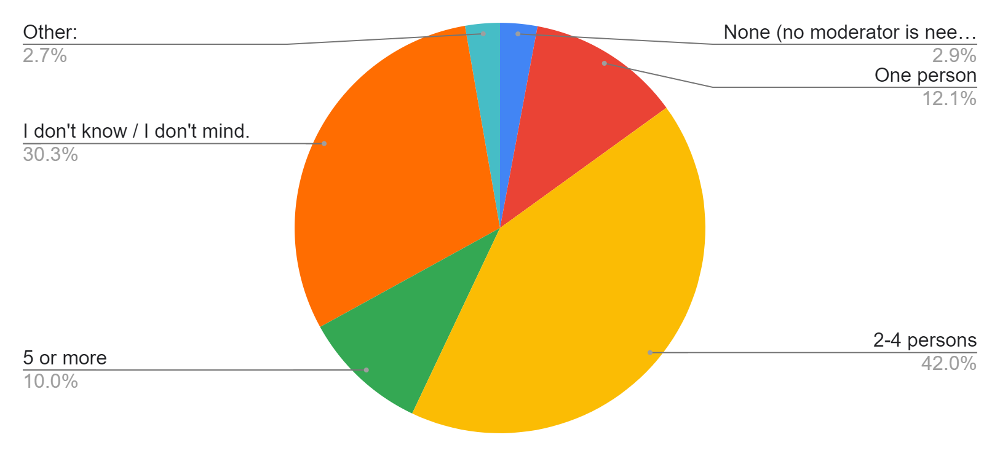 Other:
2.7%
None (no moderator is nee…
2.9%
One person
12.1%
I don't know / I don't mind.
30.3%
2-4 persons
42.0%
5 or more
10.0%